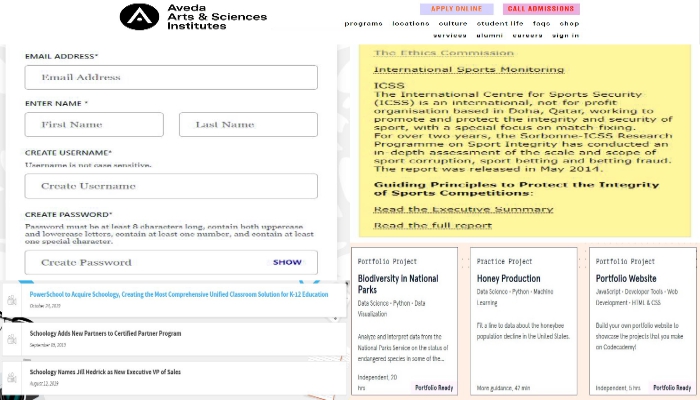 Aveda
Arts & Sciences
Institutes
APPLY ONLINE
CALL ADMISSIONS
programs locations culture student life faqs shop
services alumni careers sign in
EMAIL ADDRESS*
Email Address
ENTER NAME *
First Name
Last Name
CREATE USERNAME*
Username is not case sensitive.
Create Username
CREATE PASSWORD*
Password must be at least 8 characters long, contain both uppercase
and lowercase letters, contain at least one number, and contain at least
one special character.
Create Password
SHOW
The Ethics Commission
International Sports Monitoring
ICSS
The International Centre for Sports Security
(ICSS) is an international, not for profit
organisation based in Doha, Qatar, working to
promote and protect the integrity and security of
sport, with a special focus on match fixing.
For over two years, the Sorbonne-ICSS Research
Programme on Sport Integrity has conducted an
in-depth assessment of the scale and scope of
sport corruption, sport betting and betting fraud.
The report was released in May 2014.
Guiding Principles to Protect the Integrity
of Sports Competitions:
Read the Executive Summary
Read the full report
PowerSchool to Acquire Schoology, Creating the Most Comprehensive Unified Classroom Solution for K-12 Education
October 24, 2019
Schoology Adds New Partners to Certified Partner Program
September 05, 2019
Schoology Names Jill Hedrick as New Executive VP of Sales
August 12, 2019
Portfolio Project
Biodiversity in National
Parks
Data Science • Python • Data
Visualization
Analyze and interpret data from the
National Parks Service on the status of
endangered species in some of the...
Independent, 20
hrs
Portfolio Ready
Practice Project
Honey Production
Data Science • Python • Machine
Learning
Fit a line to data about the honeybee
population decline in the United States.
More guidance, 47 min
Portfolio Project
Portfolio Website
JavaScript • Developer Tools • Web
Development • HTML & CSS
Build your own portfolio website to
showcase the projects that you make
on Codecademy!
Independent, 5 hrs
Portfolio Ready